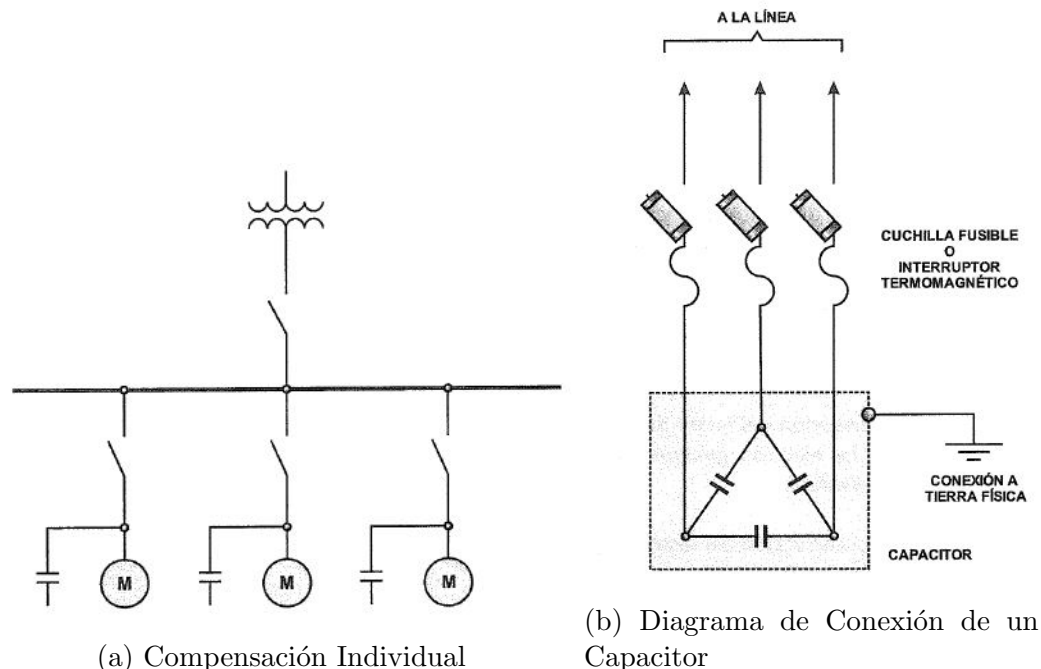 A LA LÍNEA
CUCHILLA FUSIBLE
O
INTERRUPTOR
TERMOMAGNÉTICO
CONEXIÓN A
TIERRA FÍSICA
CAPACITOR
M
M
M
(a) Compensación Individual
(b) Diagrama de Conexión de un
Capacitor